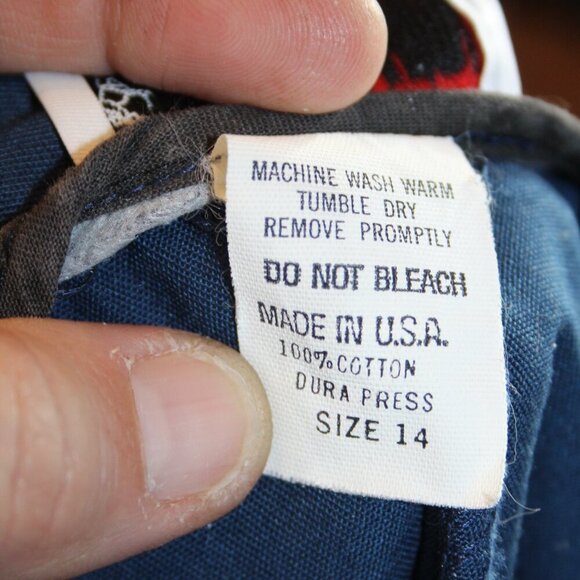 MACHINE WASH WARM
TUMBLE DRY
REMOVE PROMPTLY
DO NOT BLEACH
MADE IN U.S.A.
100% COTTON
DURA PRESS
SIZE 14